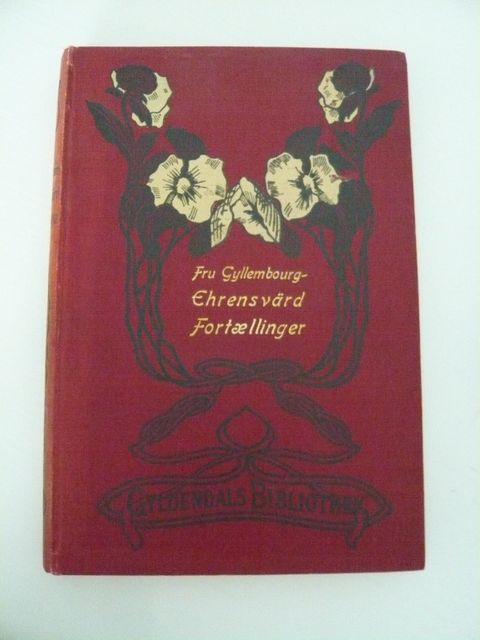 Fru Gyllembourg-
Ehrensvärd
Fortællinger
GYLDENDALS BIBLIOTHEK